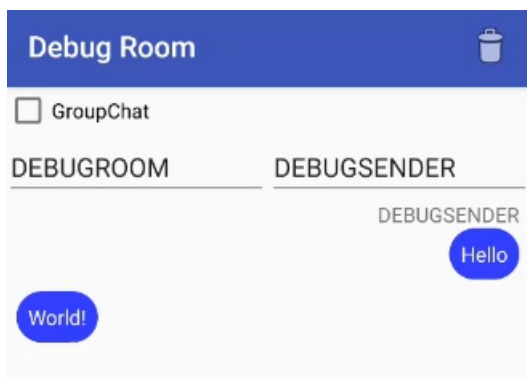 Debug Room
GroupChat
DEBUGROOM DEBUGSENDER
DEBUGSENDER
Hello
World!